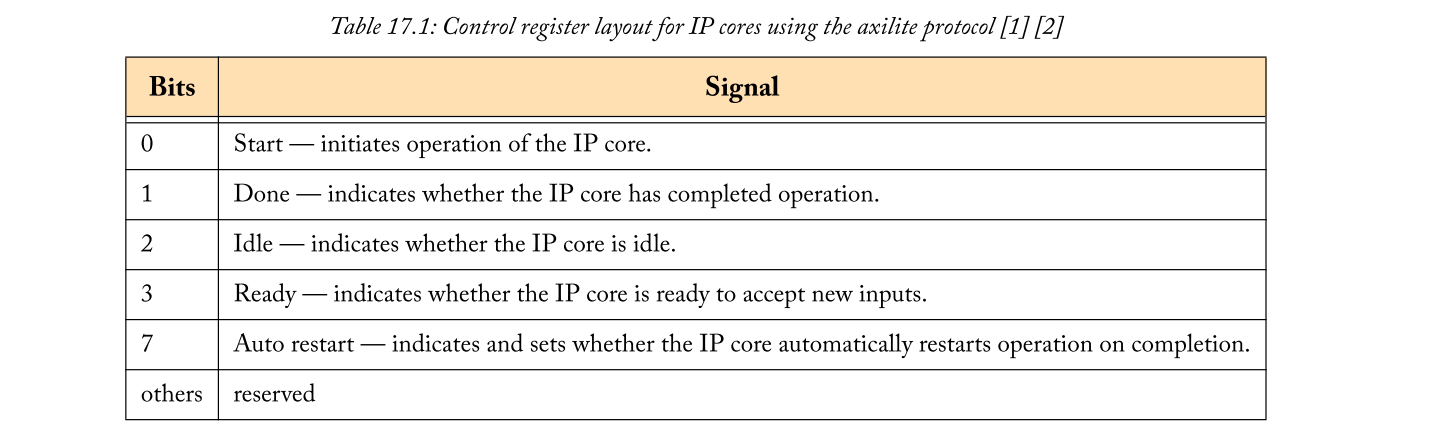 Table 17.1: Control register layout for IP cores using the axilite protocol [1] [2]
Bits Signal
0 Start — initiates operation of the IP core.
1 Done — indicates whether the IP core has completed operation.
2 Idle — indicates whether the IP core is idle.
3 Ready — indicates whether the IP core is ready to accept new inputs.
7 Auto restart — indicates and sets whether the IP core automatically restarts operation on completion.
others reserved